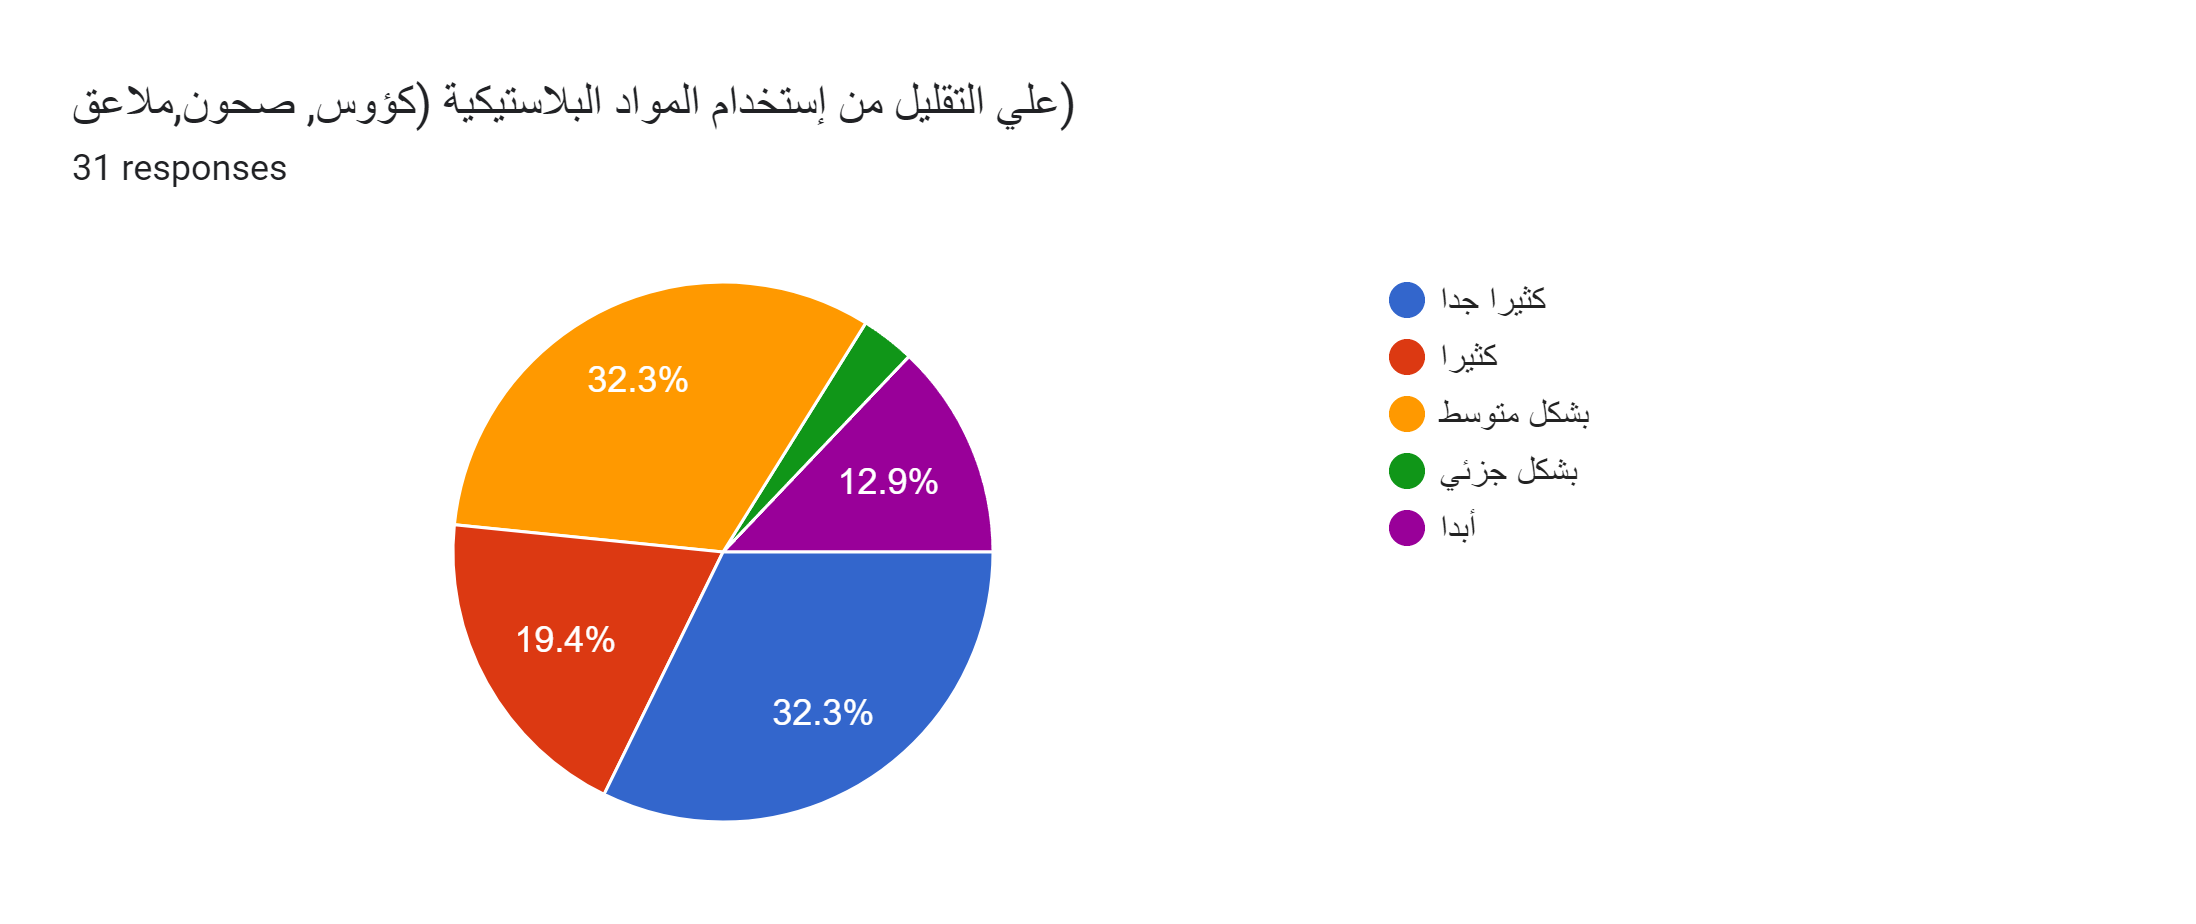 علي التقليل من إستخدام المواد البلاستيكية (كؤوس, صحون,ملاعق)
31 responses
32.3%
12.9%
19.4%
32.3%
كثيرا جدا
كثيرا
بشكل متوسط
بشكل جزئي
أبدا